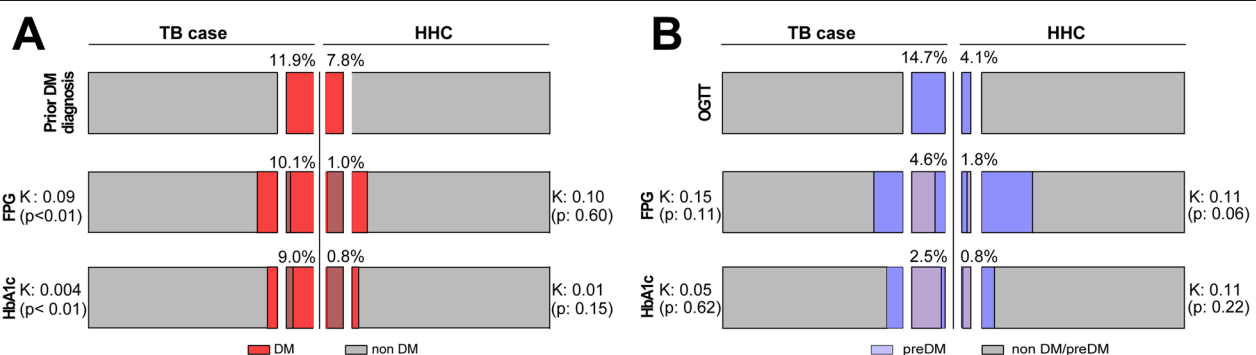 A
TB case
HHC
Prior DM
diagnosis
11.9%
7.8%
FPG
K : 0.09
(p<0.01)
10.1%
1.0%
K: 0.10
(p: 0.60)
HbA1c
K: 0.004
(p< 0.01)
9.0%
0.8%
K: 0.01
(p: 0.15)
DM
non DM
B
TB case
HHC
OGTT
14.7%
4.1%
FPG
K: 0.15
(p: 0.11)
4.6%
1.8%
K: 0.11
(p: 0.06)
HbA1c
K: 0.05
(p: 0.62)
2.5%
0.8%
K: 0.11
(p: 0.22)
preDM
non DM/preDM